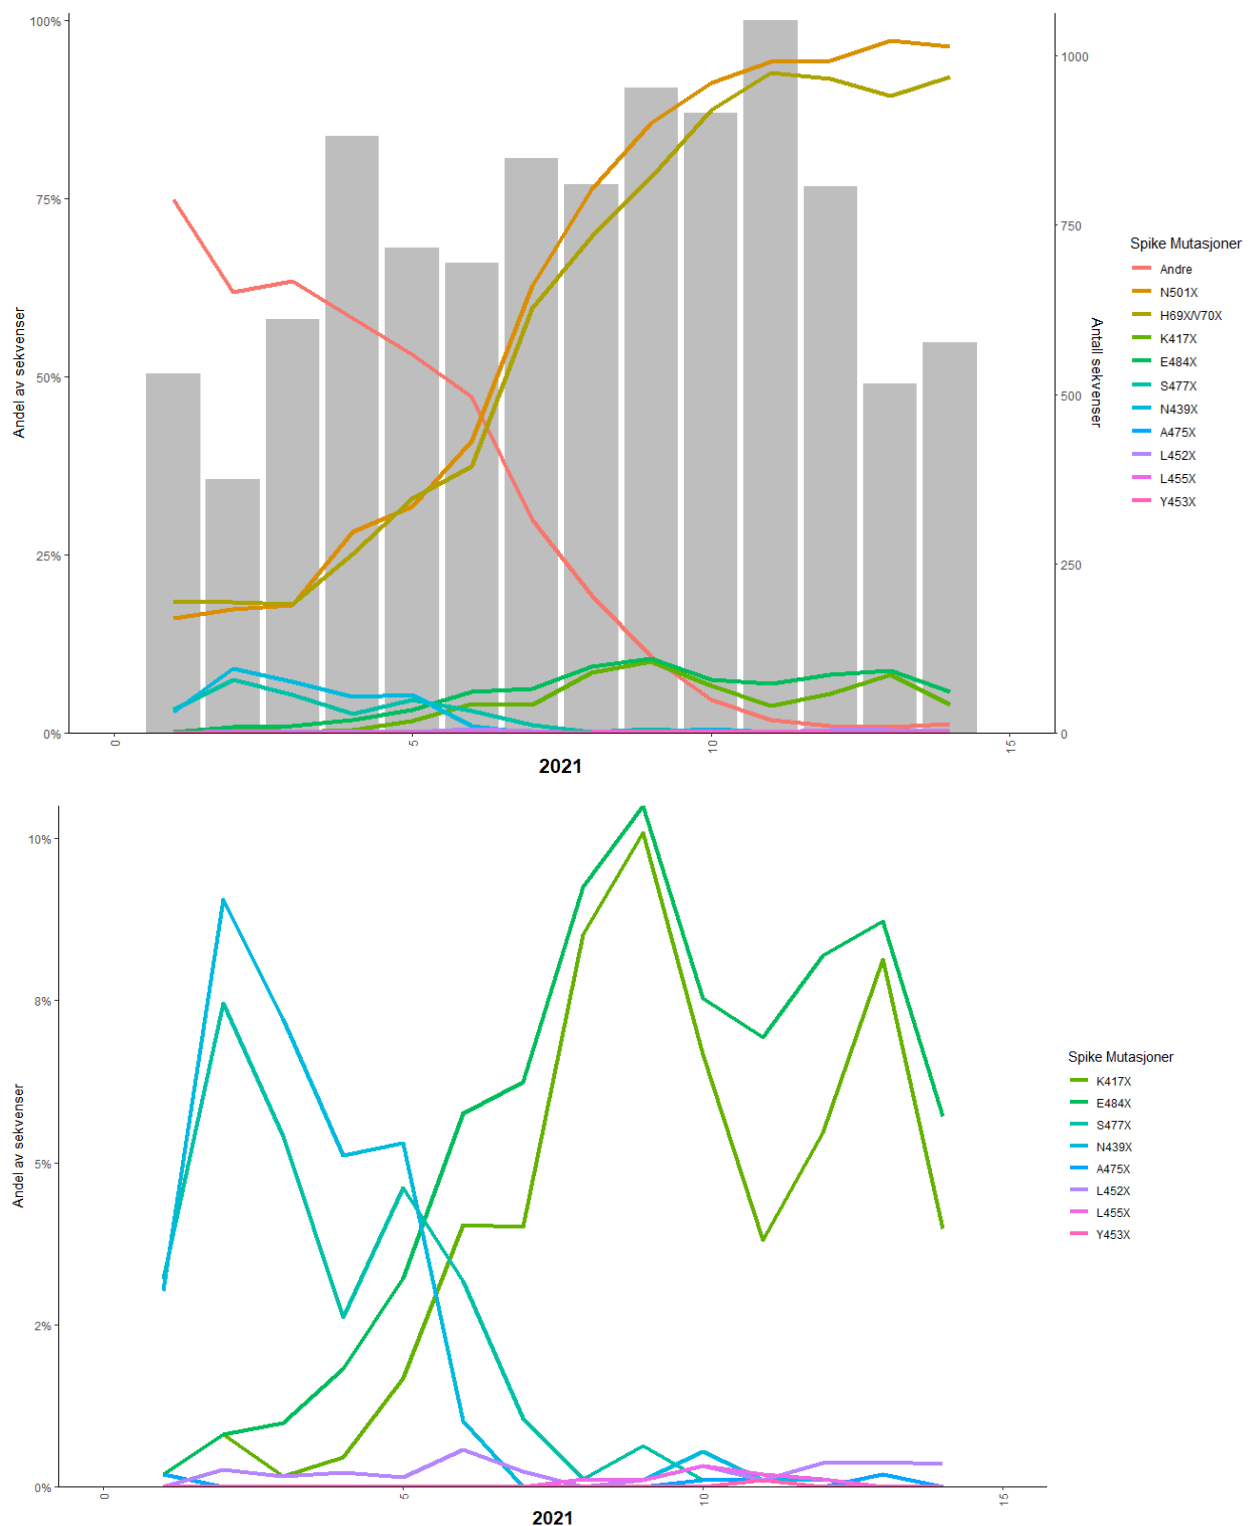 100%
75%
50%
25%
0%
Andel av sekvenser
1000
750
500
250
0
Antall sekvenser
0
5
10
15
2021
Spike Mutasjoner
Andre
N501X
H69X/V70X
K417X
E484X
S477X
N439X
A475X
L452X
L455X
Y453X
10%
8%
5%
2%
0%
Andel av sekvenser
0
5
10
15
2021
Spike Mutasjoner
K417X
E484X
S477X
N439X
A475X
L452X
L455X
Y453X